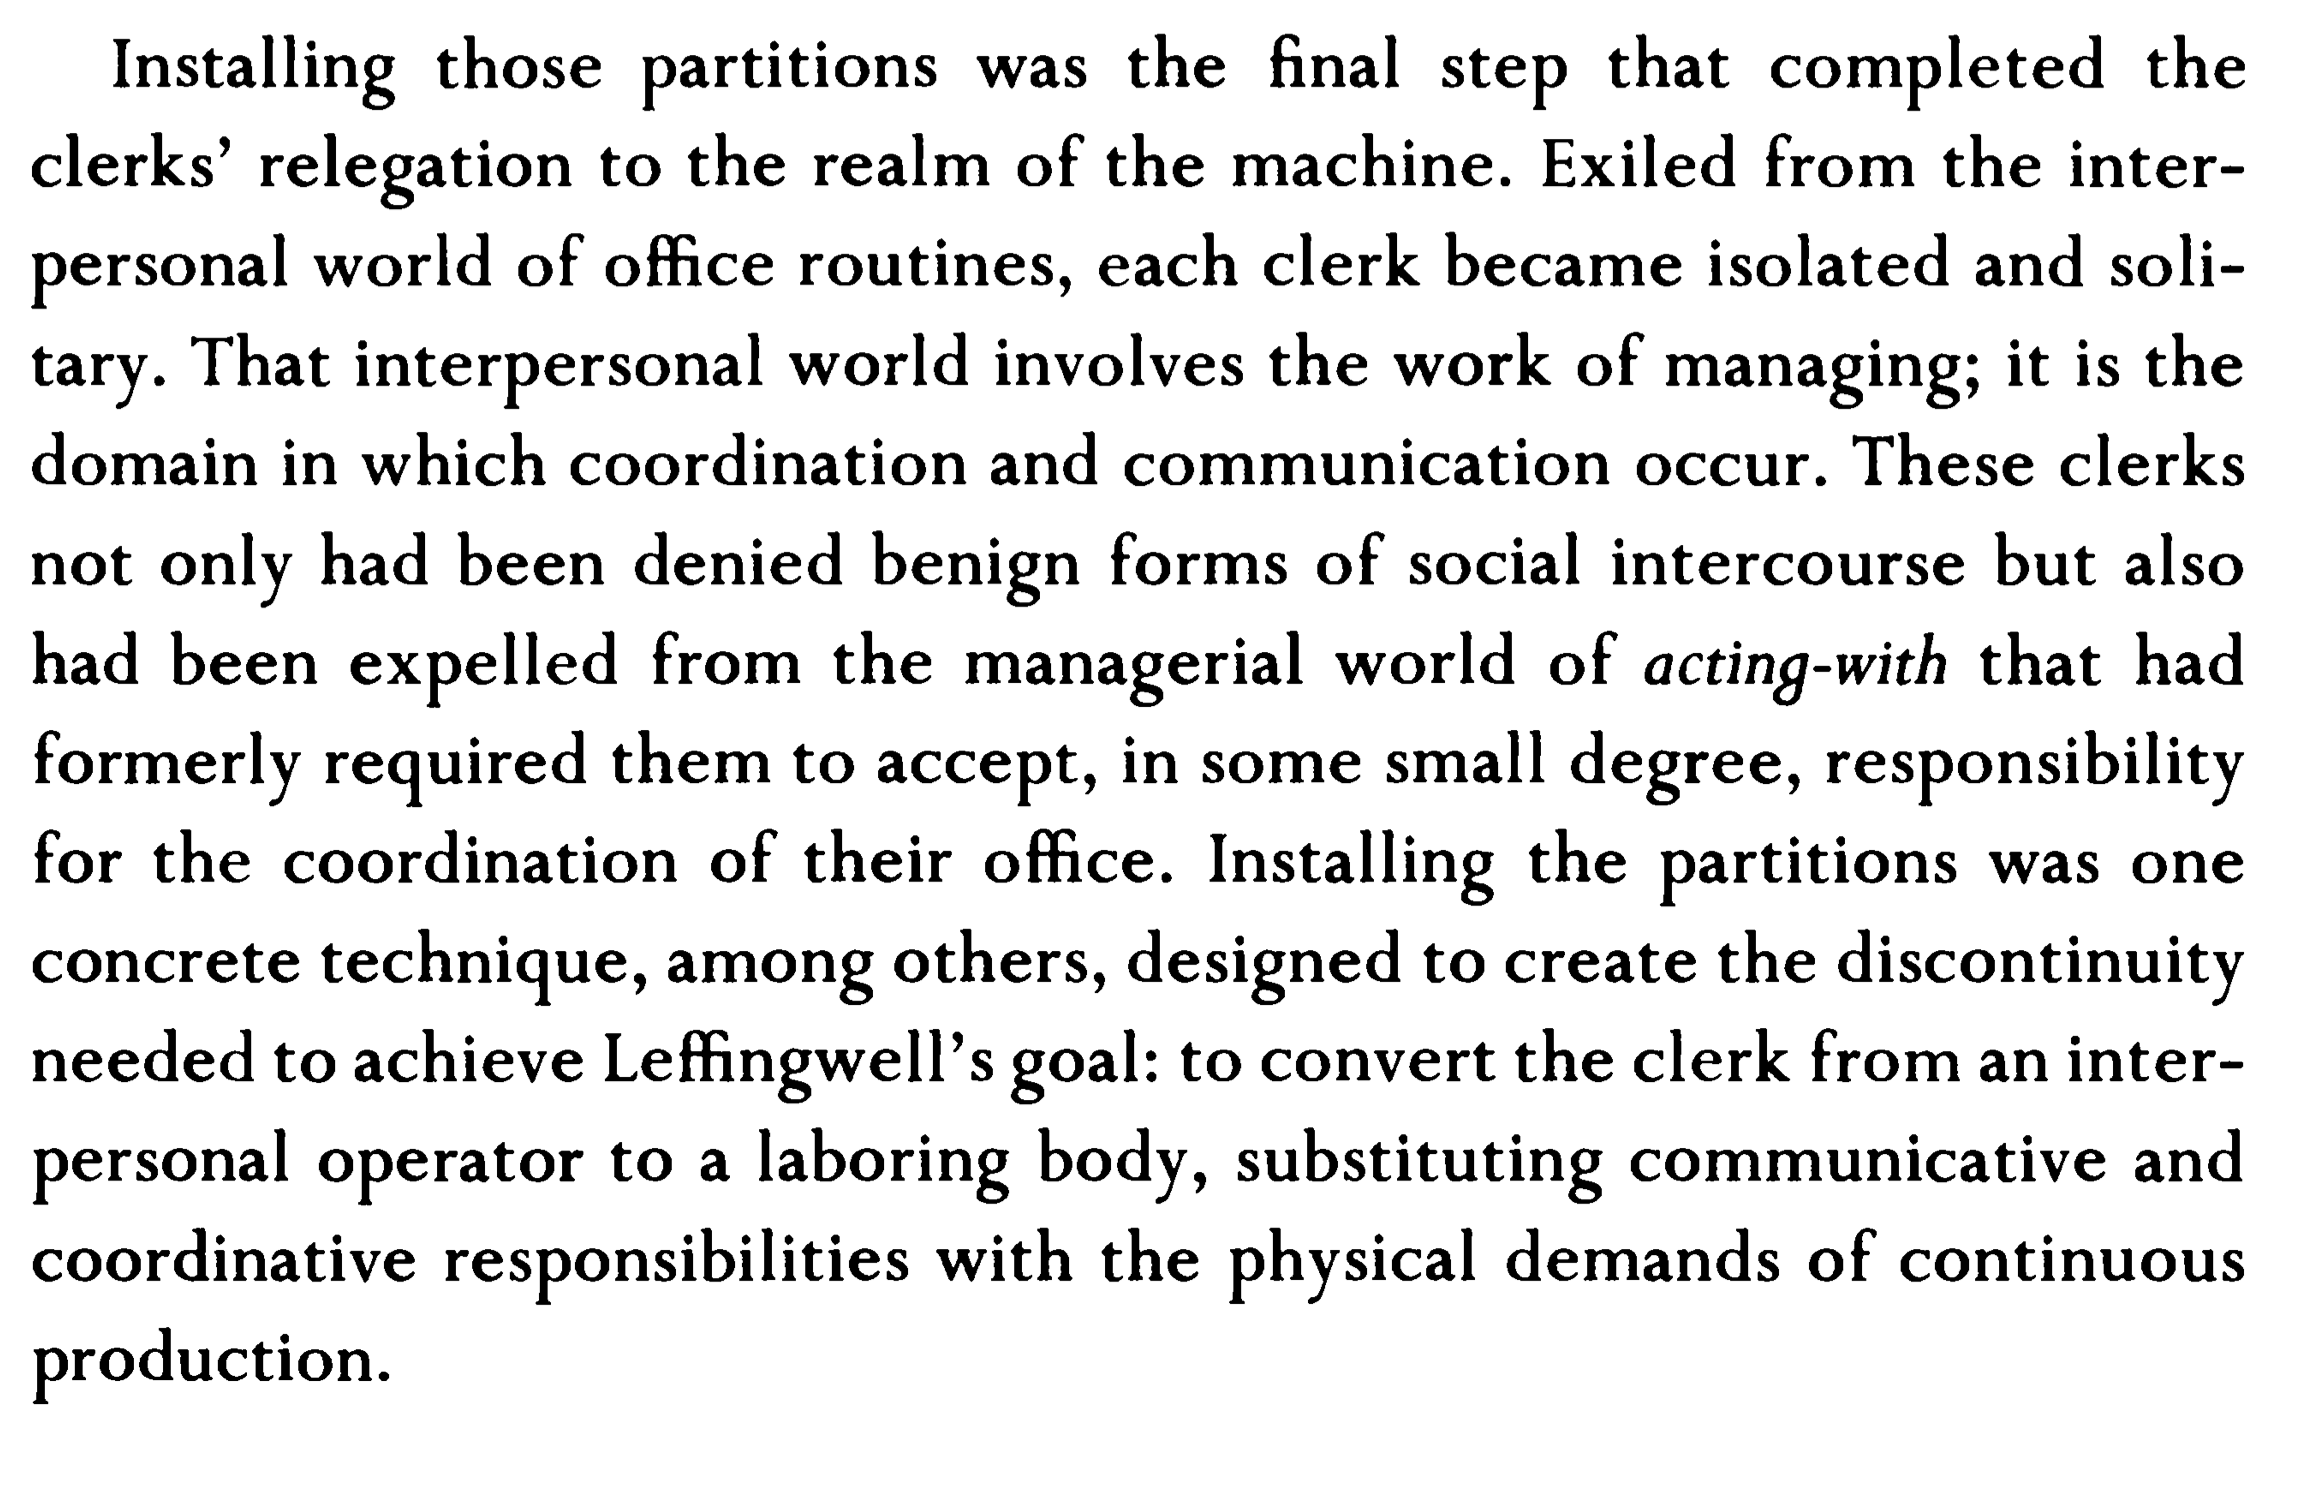 Installing those partitions was the final step that completed the
clerks’ relegation to the realm of the machine. Exiled from the inter-
personal world of office routines, each clerk became isolated and soli-
tary. That interpersonal world involves the work of managing; it is the
domain in which coordination and communication occur. These clerks
not only had been denied benign forms of social intercourse but also
had been expelled from the managerial world of acting-with that had
formerly required them to accept, in some small degree, responsibility
for the coordination of their office. Installing the partitions was one
concrete technique, among others, designed to create the discontinuity
needed to achieve Leffingwell’s goal: to convert the clerk from an inter-
personal operator to a laboring body, substituting communicative and
coordinative responsibilities with the physical demands of continuous
production.